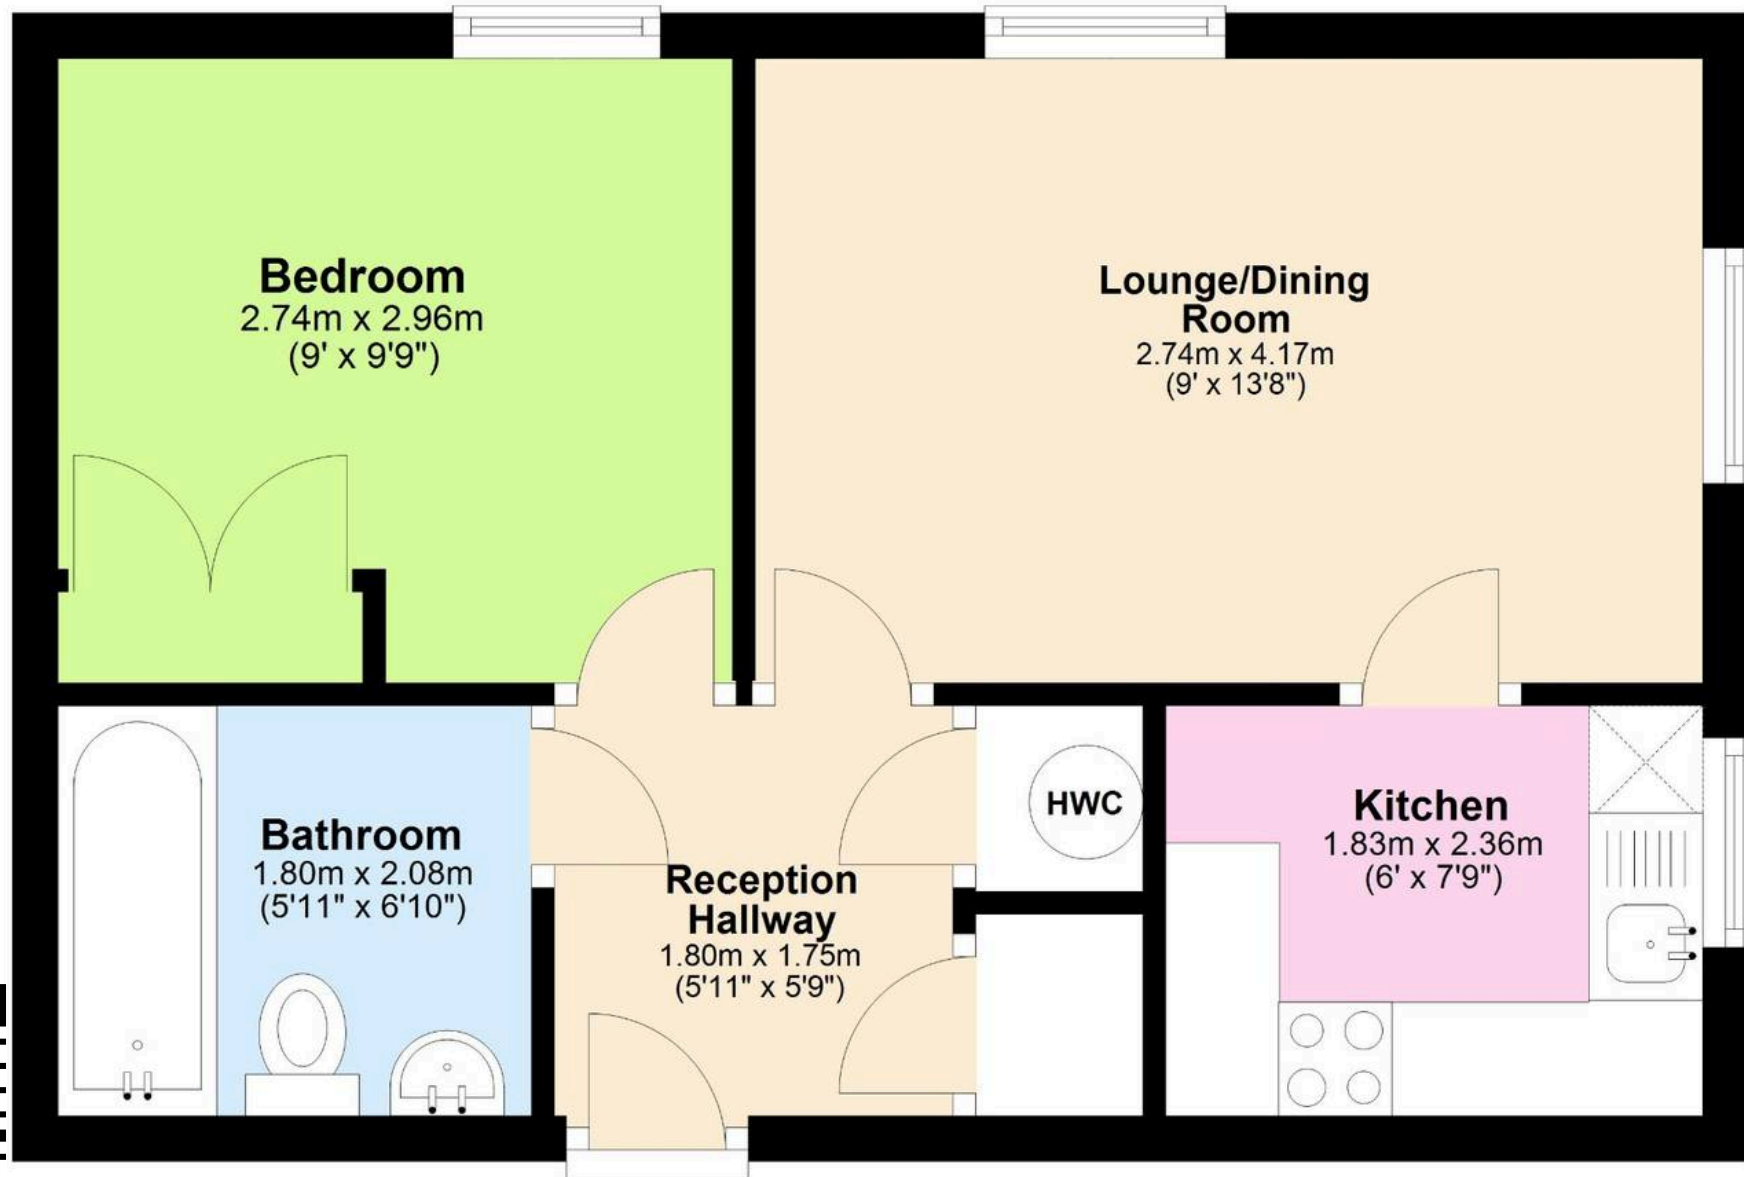 Bedroom
2.74m x 2.96m
(9' x 9'9")
Lounge/Dining
Room
2.74m x 4.17m
(9' x 13'8")
Bathroom
1.80m x 2.08m
(5'11" x 6'10")
Reception
Hallway
1.80m x 1.75m
(5'11" x 5'9")
HWC
Kitchen
1.83m x 2.36m
(6' x 7'9")